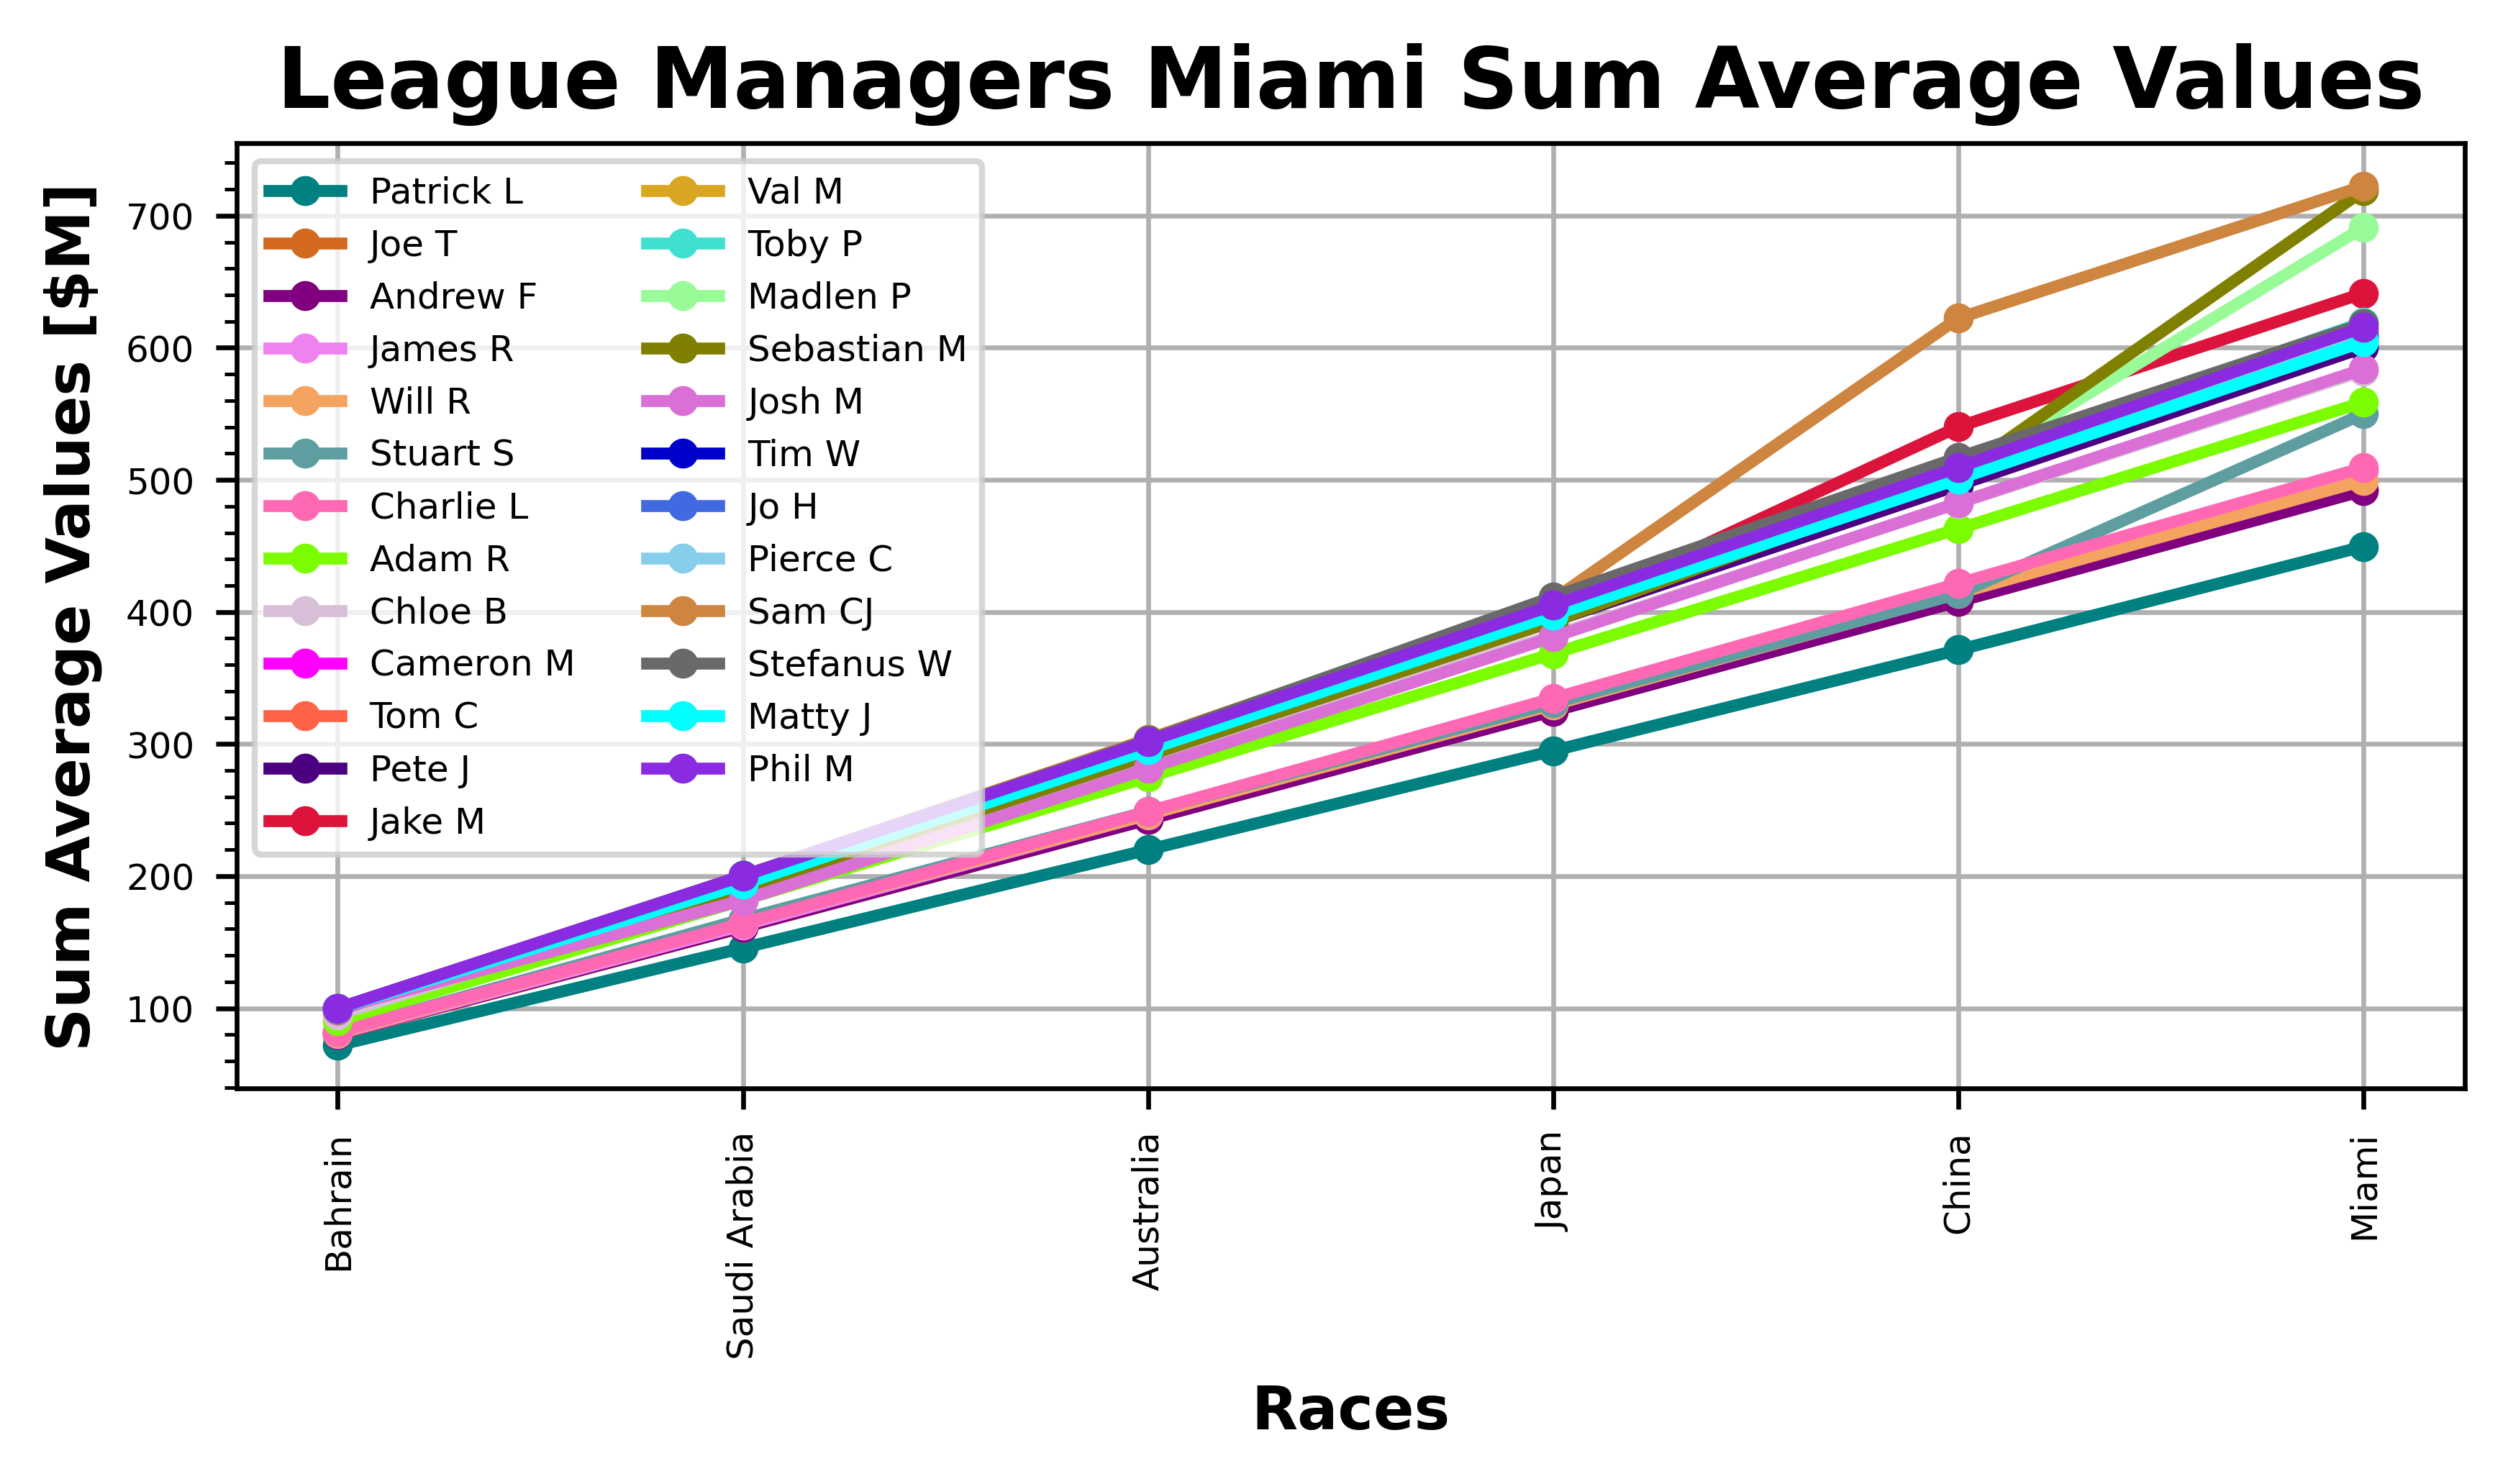 League Managers Miami Sum Average Values
Sum Average Values [$M]
700
600
500
400
300
200
100
Patrick L
Joe T
Andrew F
James R
Will R
Stuart S
Charlie L
Adam R
Chloe B
Cameron M
Tom C
Pete J
Jake M
Val M
Toby P
Madlen P
Sebastian M
Josh M
Tim W
Jo H
Pierce C
Sam CJ
Stefanus W
Matty J
Phil M
Bahrain
Saudi Arabia
Australia
Japan
China
Miami
Races